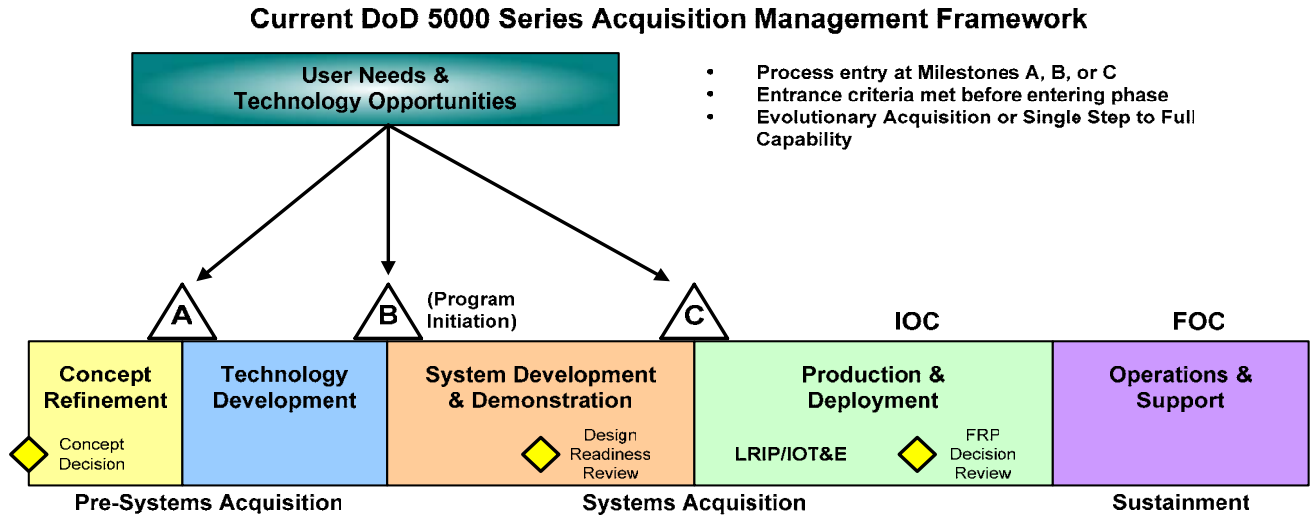 Current DoD 5000 Series Acquisition Management Framework
User Needs &
Technology Opportunities
• Process entry at Milestones A, B, or C
• Entrance criteria met before entering phase
• Evolutionary Acquisition or Single Step to Full
Capability
A
B
(Program
Initiation)
C
IOC
FOC
Concept
Refinement
Technology
Development
System Development
& Demonstration
Production &
Deployment
Operations &
Support
Concept
Decision
Design
Readiness
Review
LRIP/IOT&E
FRP
Decision
Review
Pre-Systems Acquisition
Systems Acquisition
Sustainment